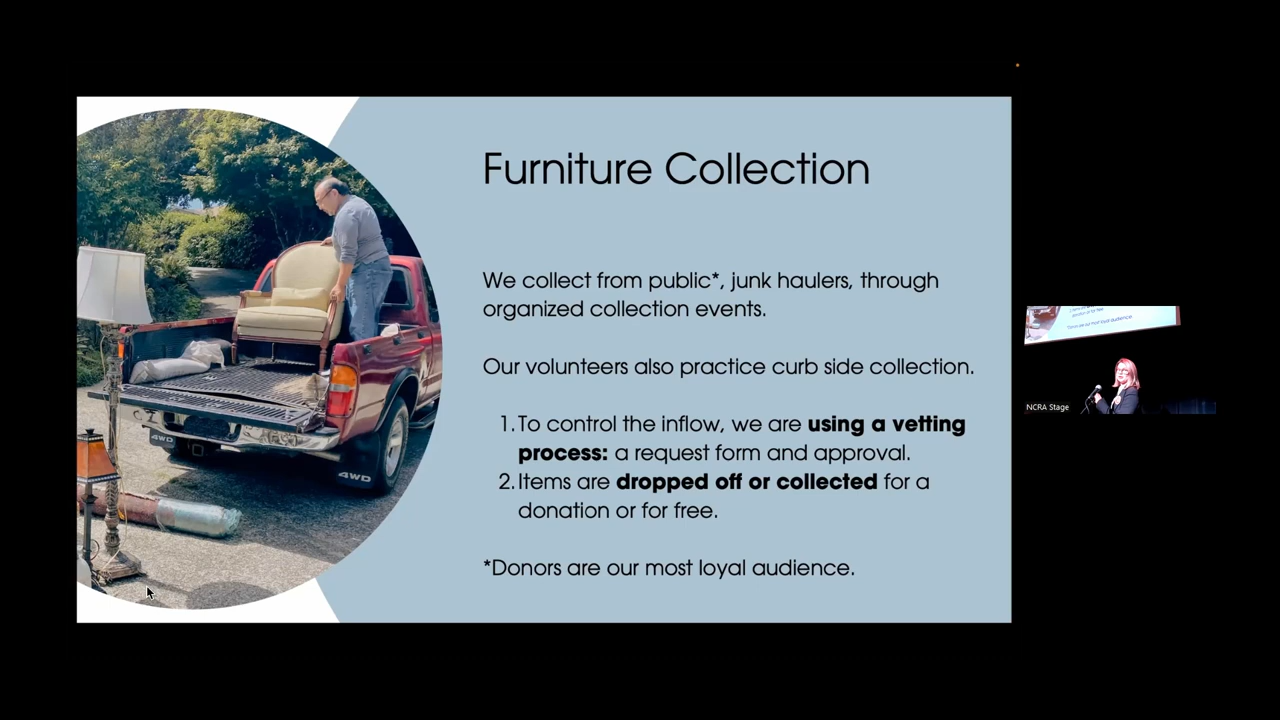 Furniture Collection
We collect from public*, junk haulers, through
organized collection events.
Our volunteers also practice curb side collection.
1. To control the inflow, we are using a vetting
process: a request form and approval.
2. Items are dropped off or collected for a
donation or for free.
*Donors are our most loyal audience.
4WD
4WD
NCRA Stage